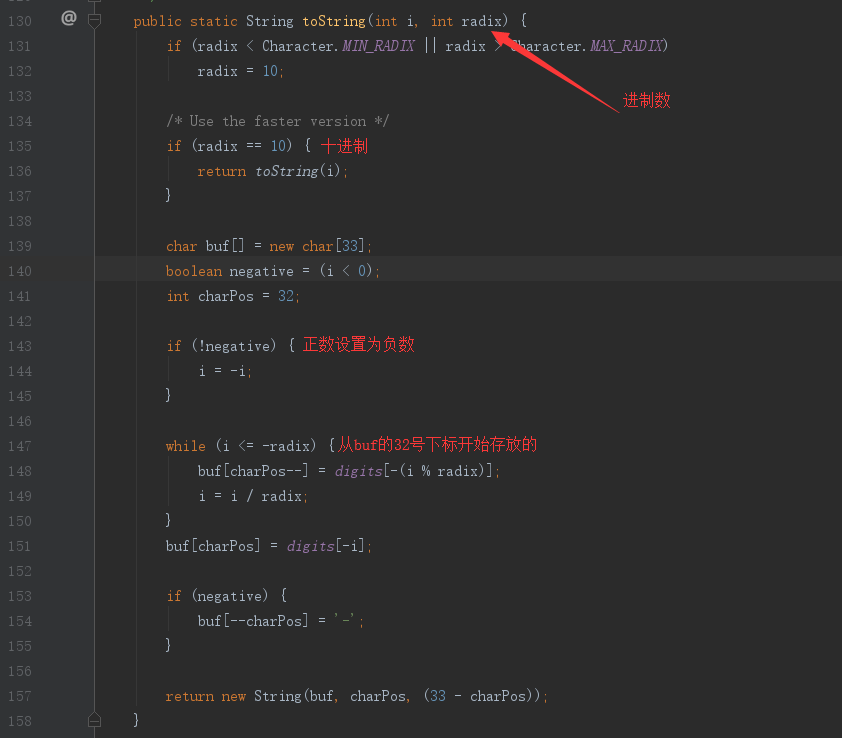 130 @ public static String toString(int i, int radix) {
131 if (radix < Character.MIN_RADIX || radix > Character.MAX_RADIX)
132 radix = 10;
进制数
133
134 /* Use the faster version */
135 if (radix == 10) { 十进制
136 return toString(i);
137 }
138
139 char buf[] = new char[33];
140 boolean negative = (i < 0);
141 int charPos = 32;
142
143 if (!negative) { 正数设置为负数
144 i = -i;
145 }
146
147 while (i <= -radix) { 从buf的32号下标开始存放的
148 buf[charPos--] = digits[-(i % radix)];
149 i = i / radix;
150 }
151 buf[charPos] = digits[-i];
152
153 if (negative) {
154 buf[--charPos] = '-';
155 }
156
157 return new String(buf, charPos, (33 - charPos));
158 }